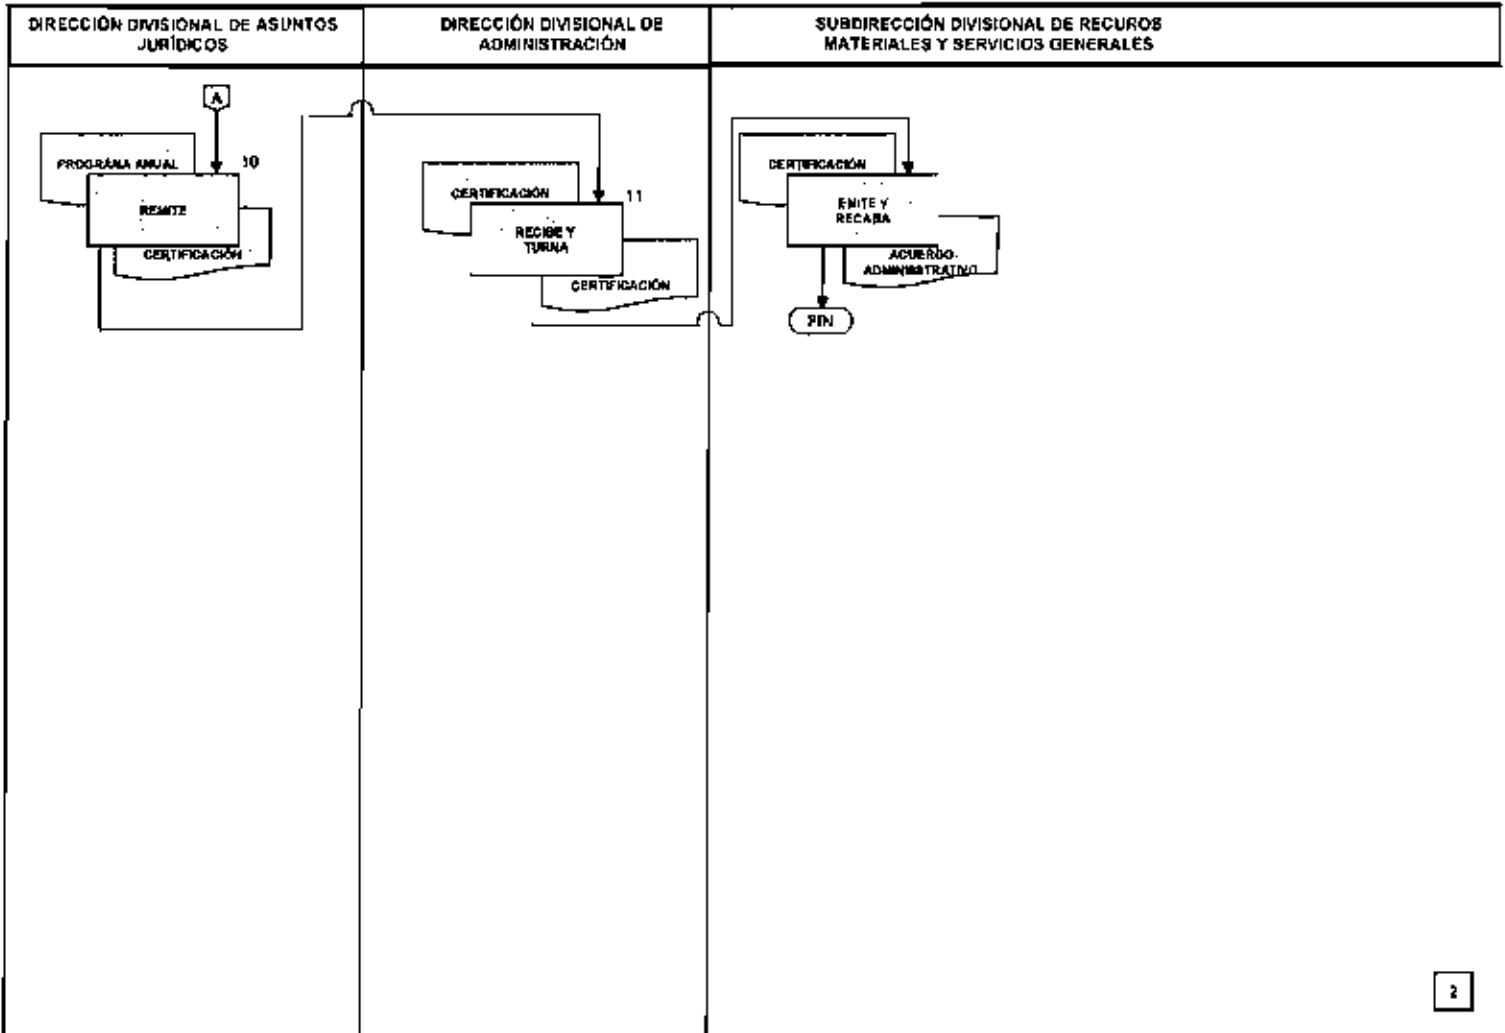 DIRECCIÓN DIVISIONAL DE ASUNTOS
JURÍDICOS
DIRECCIÓN DIVISIONAL DE
ADMINISTRACIÓN
SUBDIRECCIÓN DIVISIONAL DE RECUROS
MATERIALES Y SERVICIOS GENERALES
A
PROGRAMA ANUAL
10
REMITE
CERTIFICACIÓN
CERTIFICACIÓN
11
RECIBE Y
TURNA
CERTIFICACIÓN
CERTIFICACIÓN
EMITE Y
RECABA
ACUERDO
ADMINISTRATIVO
FIN
2